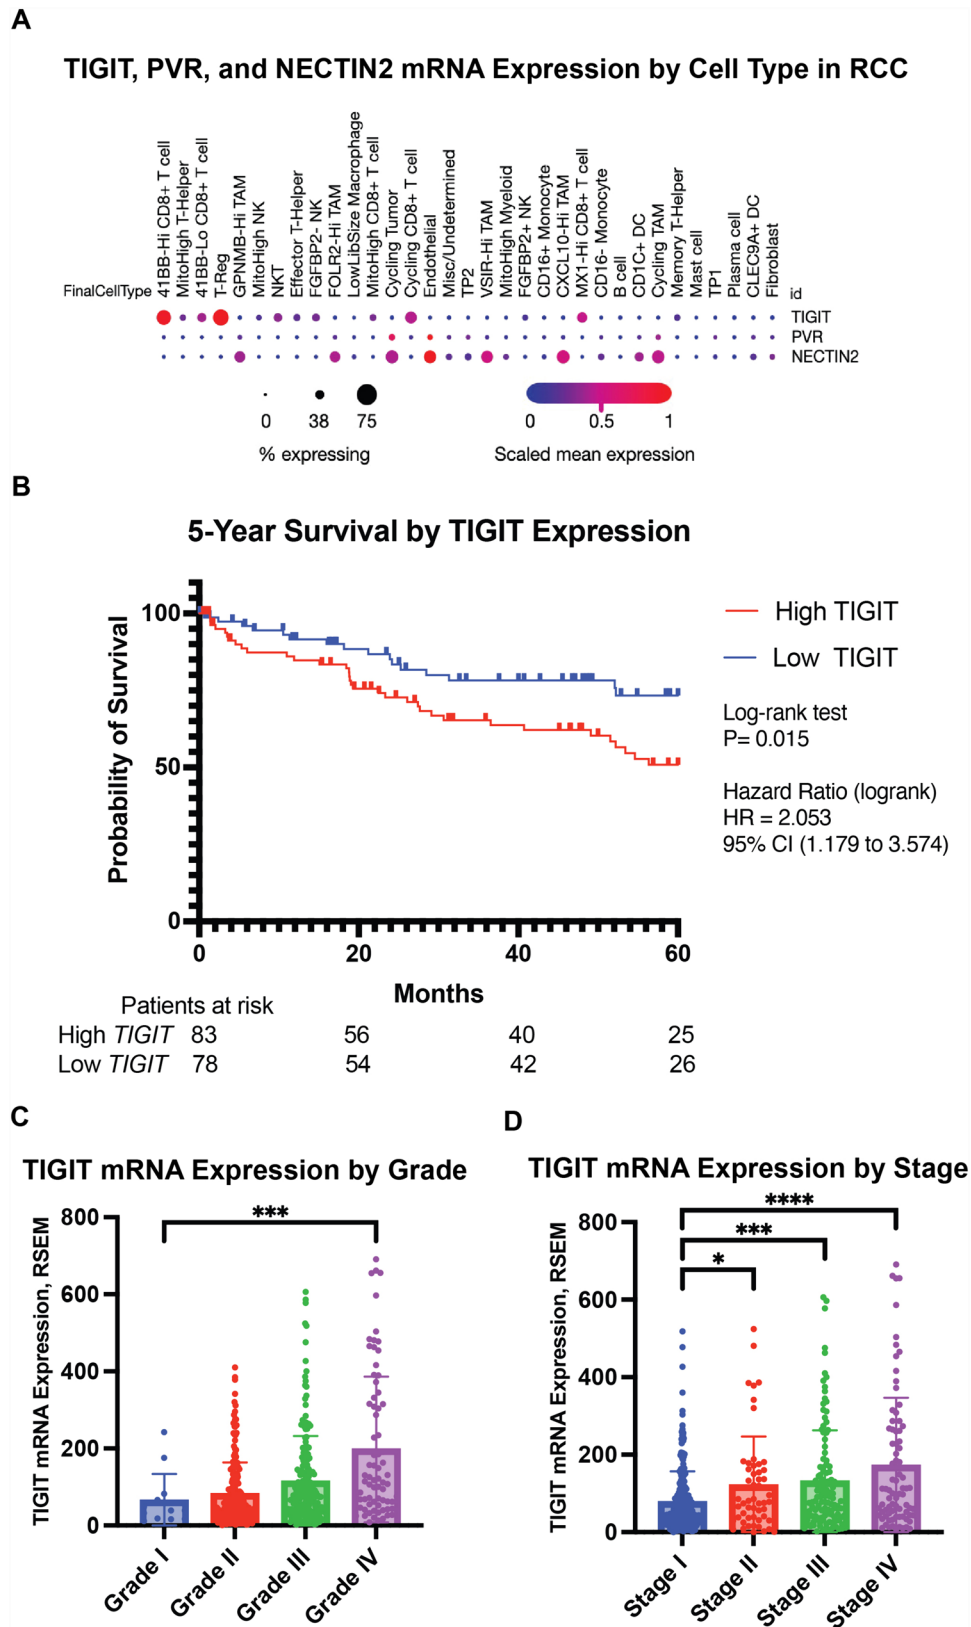 A
TIGIT, PVR, and NECTIN2 mRNA Expression by Cell Type in RCC
FinalCellType
41BB-Hi CD8+ T cell
MitoHigh T-Helper
41BB-Lo CD8+ T cell
T-Reg
GPNMB-Hi TAM
MitoHigh NK
NKT
Effector T-Helper
FGFBP2- NK
FOLR2-Hi TAM
LowLibSize Macrophage
MitoHigh CD8+ T cell
Cycling Tumor
Cycling CD8+ T cell
Endothelial
Misc/Undetermined
TP2
VSIR-Hi TAM
MitoHigh Myeloid
FGFBP2+ NK
CD16+ Monocyte
CXCL10-Hi TAM
MX1-Hi CD8+ T cell
CD16- Monocyte
B cell
CD1C+ DC
Cycling TAM
Memory T-Helper
Mast cell
TP1
Plasma cell
CLEC9A+ DC
Fibroblast
id
TIGIT
PVR
NECTIN2
0 38 75
% expressing
0 0.5 1
Scaled mean expression
B
5-Year Survival by TIGIT Expression
Probability of Survival
100
50
0
0 20 40 60
Months
High TIGIT
Low TIGIT
Log-rank test
P= 0.015
Hazard Ratio (logrank)
HR = 2.053
95% CI (1.179 to 3.574)
Patients at risk
High TIGIT 83 56 40 25
Low TIGIT 78 54 42 26
C
TIGIT mRNA Expression by Grade
TIGIT mRNA Expression, RSEM
800
600
400
200
0
***
Grade I
Grade II
Grade III
Grade IV
D
TIGIT mRNA Expression by Stage
TIGIT mRNA Expression, RSEM
800
600
400
200
0
****
***
*
Stage I
Stage II
Stage III
Stage IV